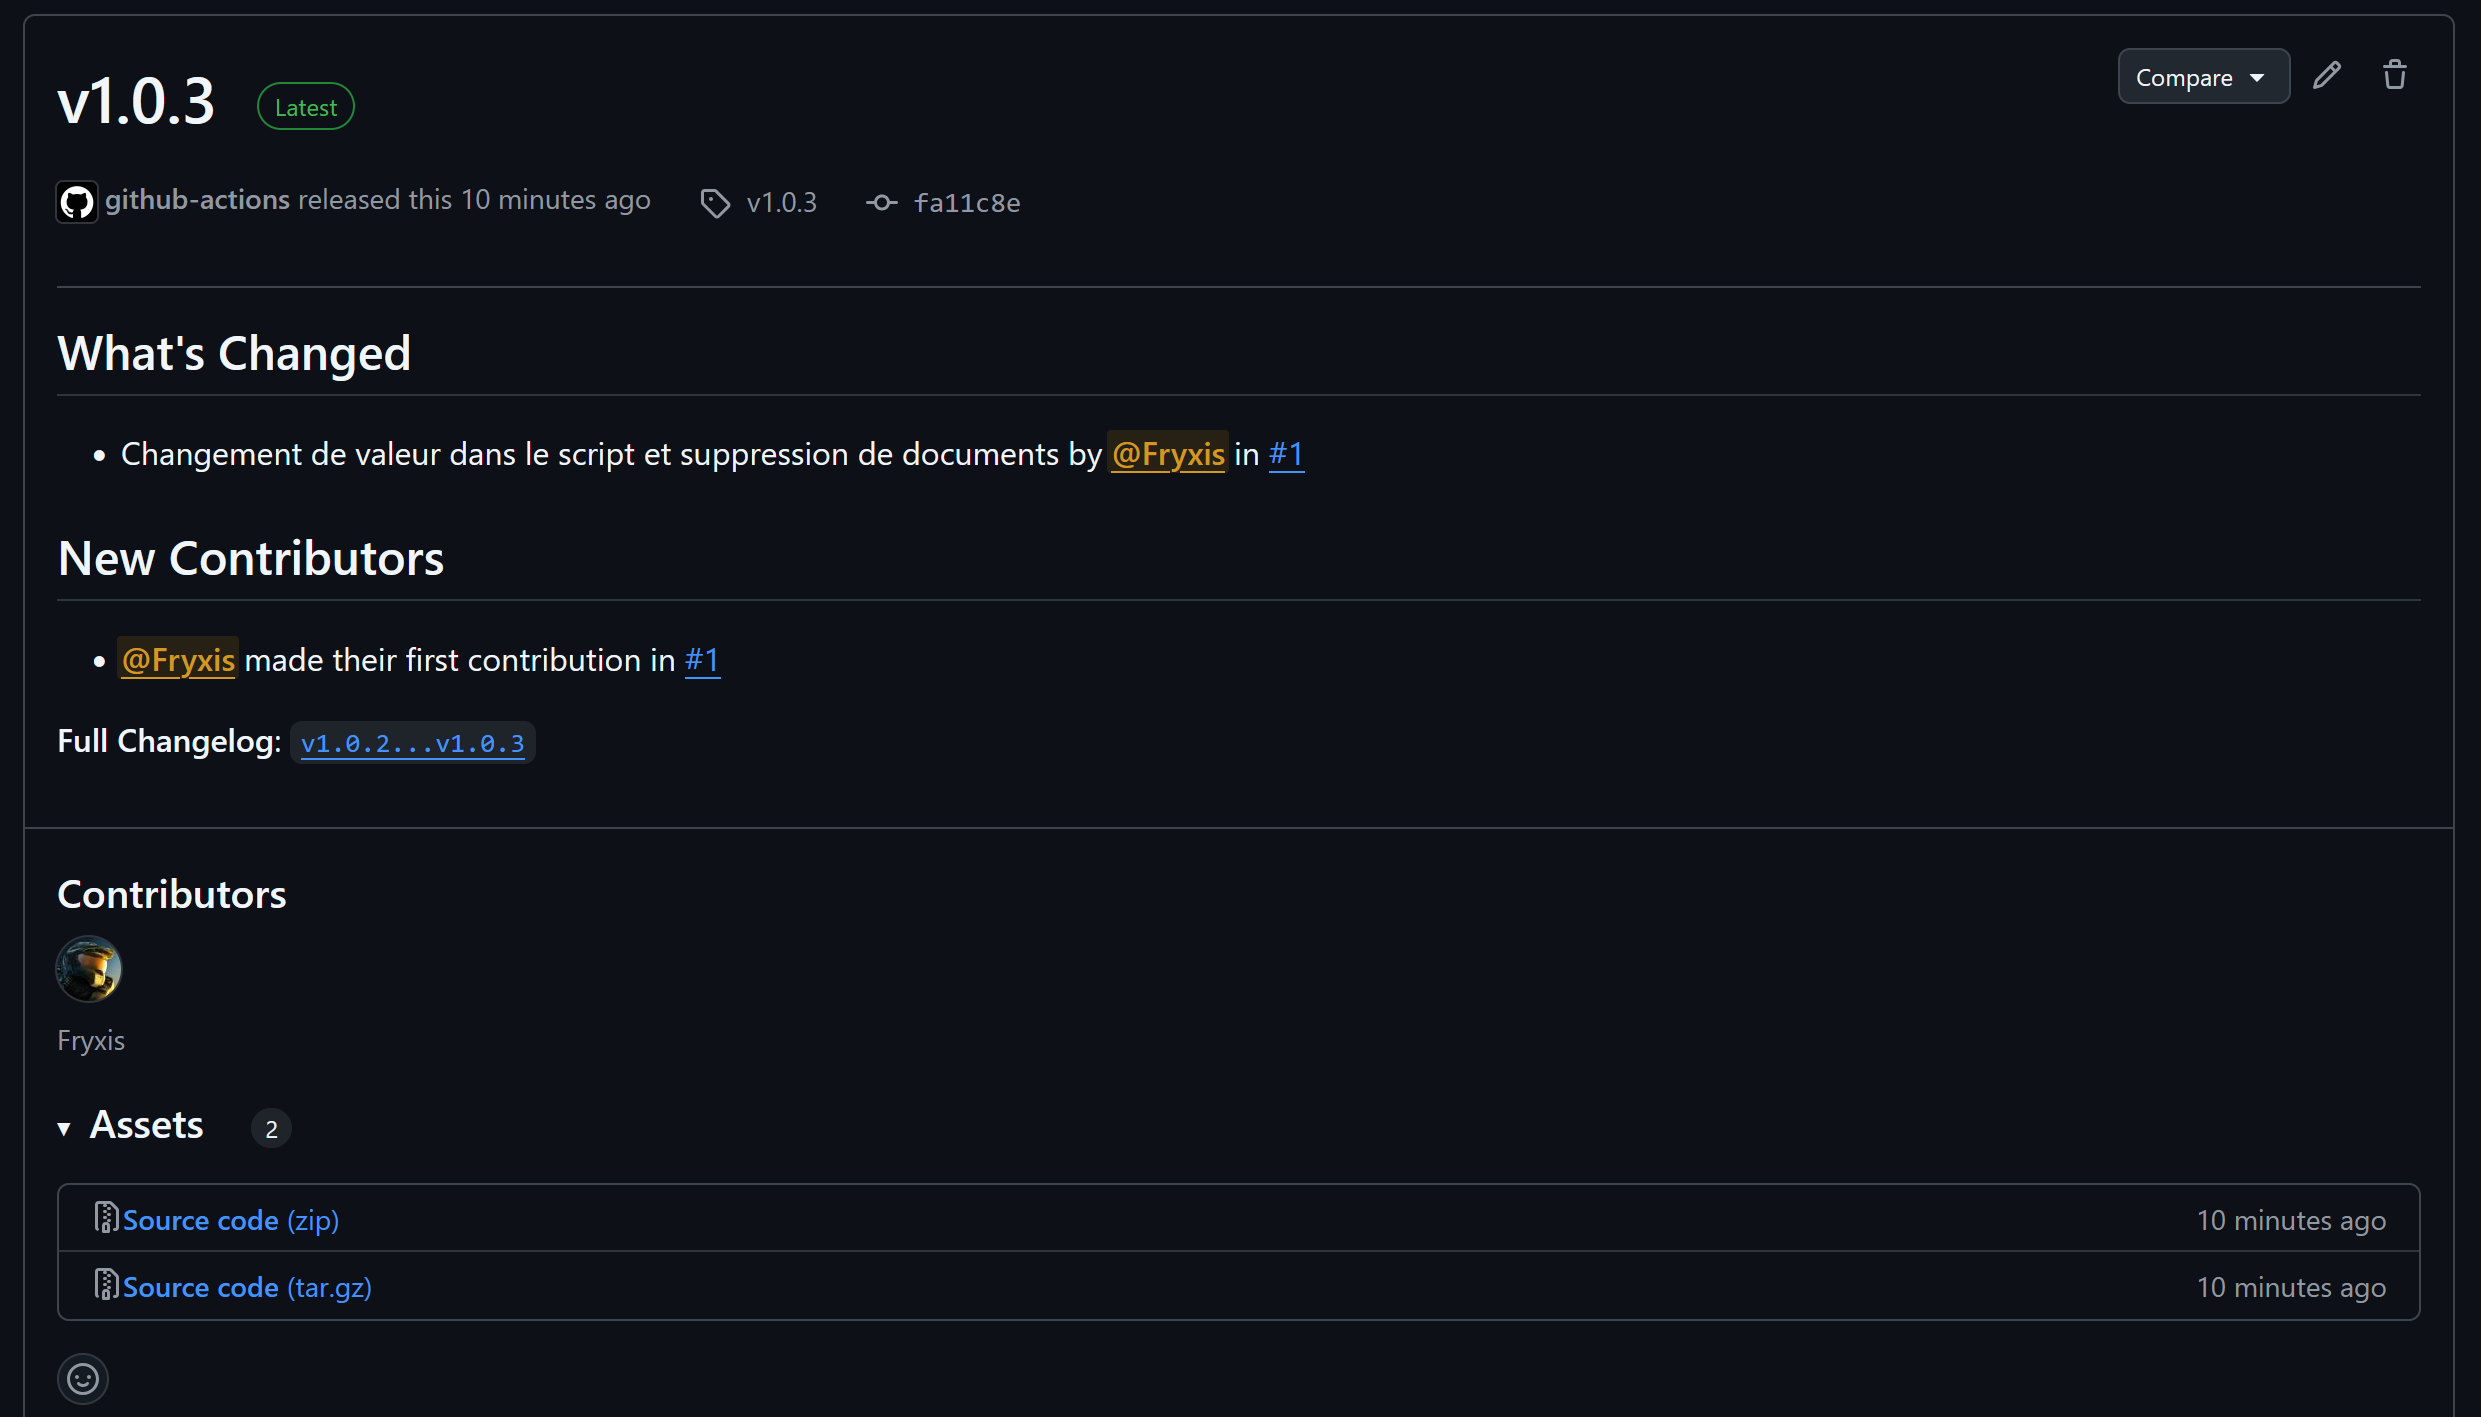 v1.0.3 Latest Compare
github-actions released this 10 minutes ago v1.0.3 fa11c8e
What's Changed
Changement de valeur dans le script et suppression de documents by @Fryxis in #1
New Contributors
@Fryxis made their first contribution in #1
Full Changelog: v1.0.2...v1.0.3
Contributors
Fryxis
Assets 2
Source code (zip) 10 minutes ago
Source code (tar.gz) 10 minutes ago